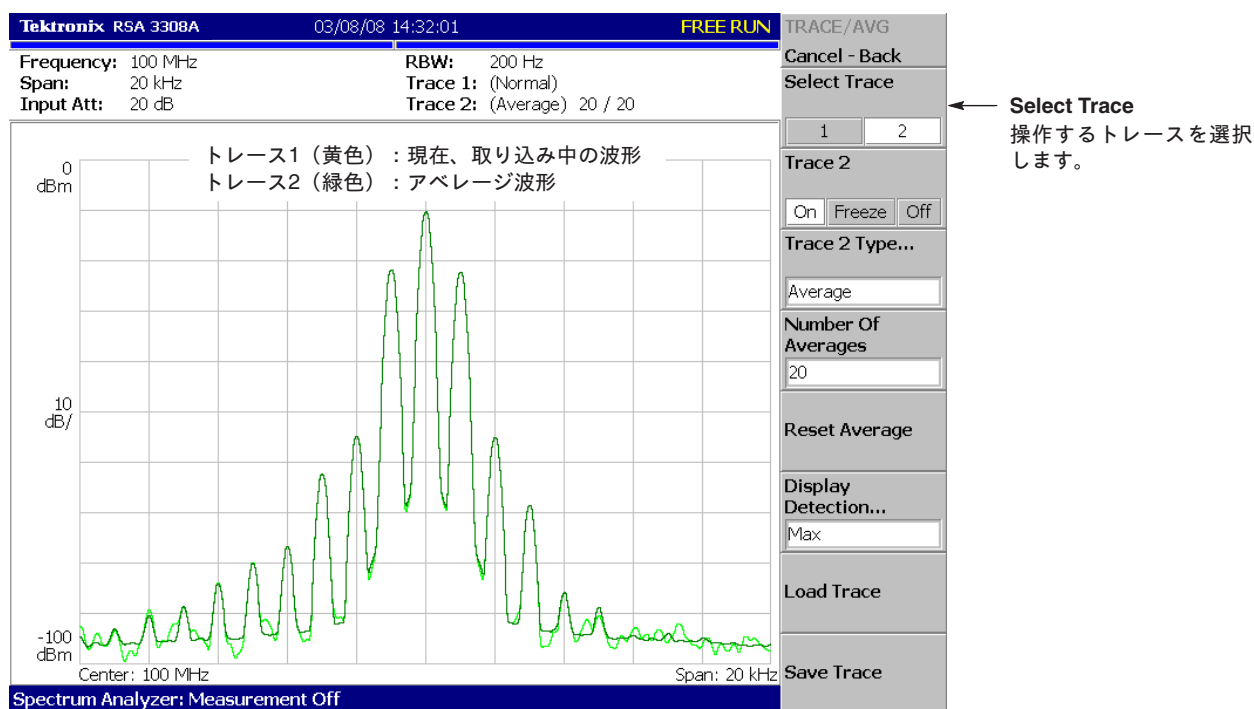 Tektronix RSA 3308A 03/08/08 14:32:01 FREE RUN
Frequency: 100 MHz RBW: 200 Hz
Span: 20 kHz Trace 1: (Normal)
Input Att: 20 dB Trace 2: (Average) 20 / 20
トレース1（黄色）：現在、取り込み中の波形
トレース2（緑色）：アベレージ波形
0
dBm
10
dB/
-100
dBm
Center: 100 MHz Span: 20 kHz
Spectrum Analyzer: Measurement Off
TRACE/AVG
Cancel - Back
Select Trace
1 2
Trace 2
On Freeze Off
Trace 2 Type...
Average
Number Of
Averages
20
Reset Average
Display
Detection...
Max
Load Trace
Save Trace
Select Trace
操作するトレースを選択
します。